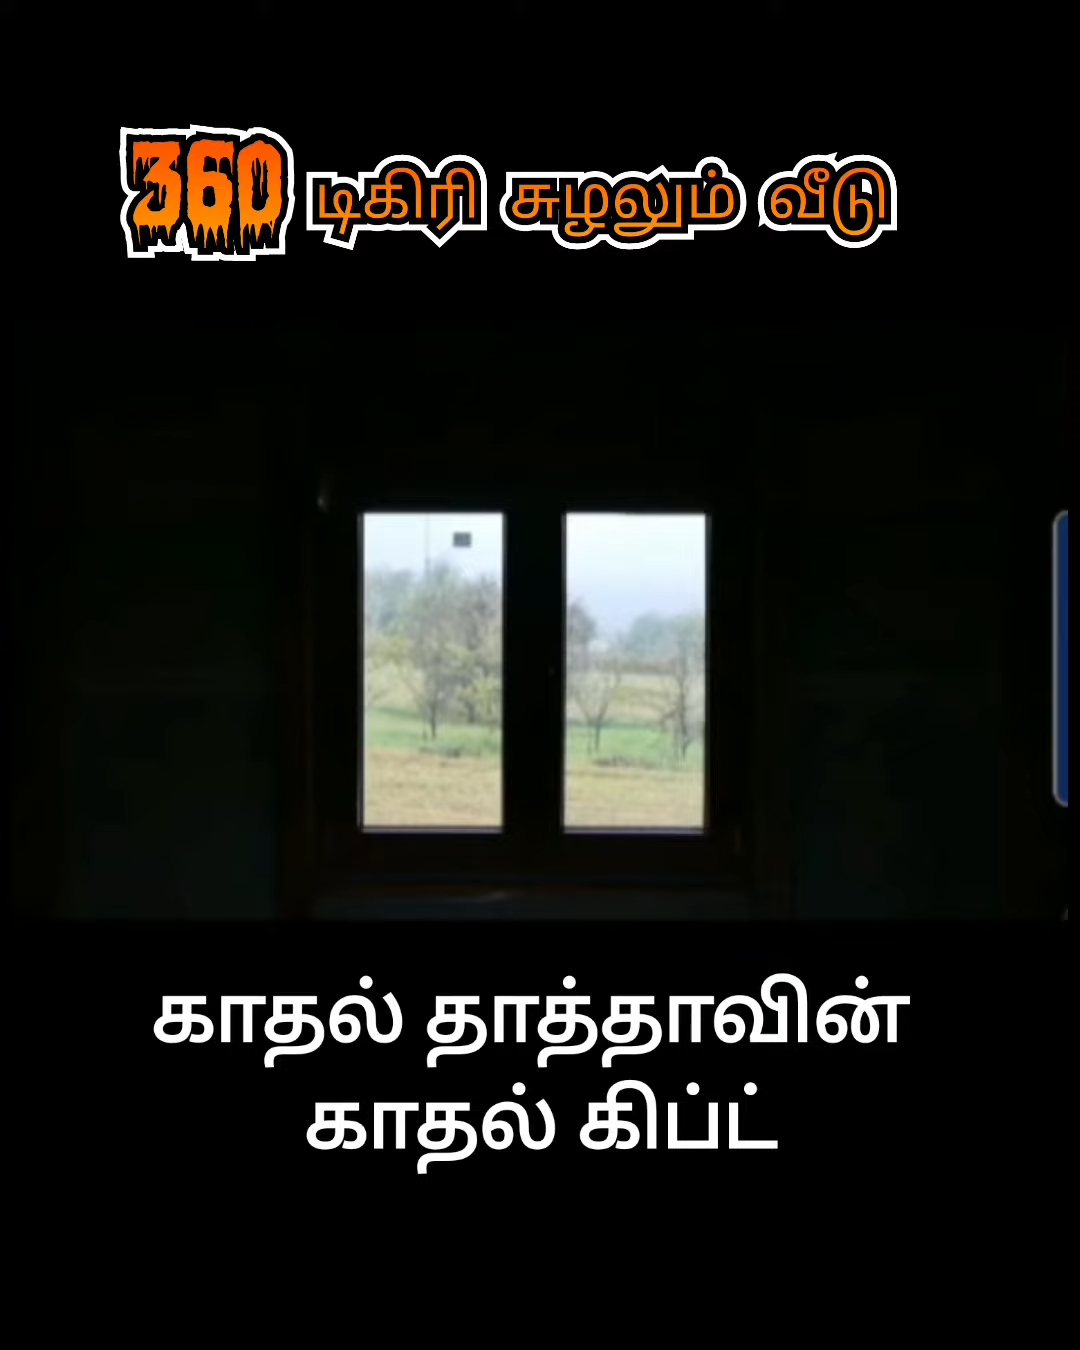 360 டிகிரி சுழலும் வீடு
காதல் தாத்தாவின்
காதல் கிப்ட்